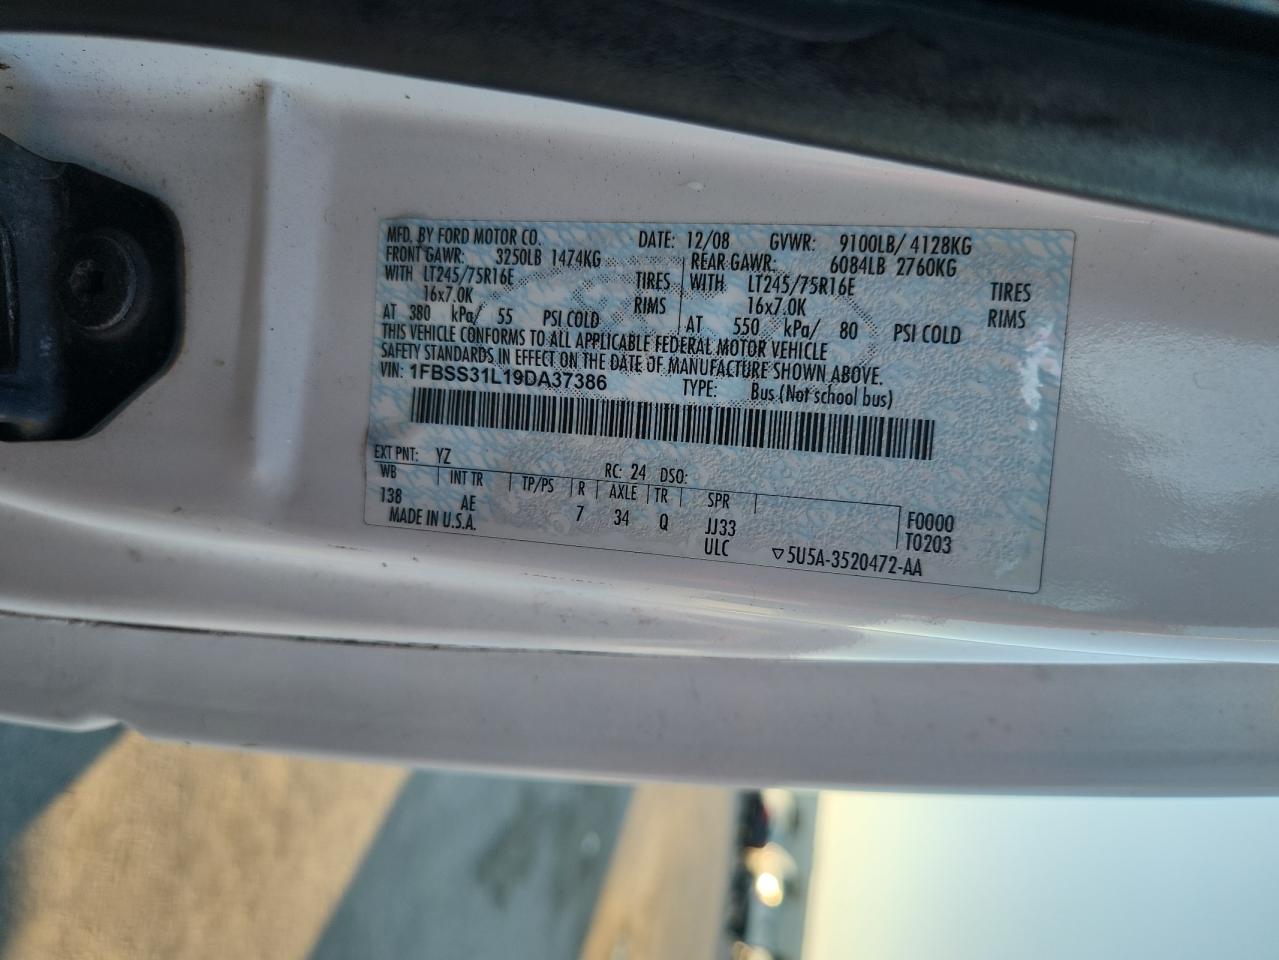 MFD. BY FORD MOTOR CO. DATE: 12/08 GVWR: 9100LB/ 4128KG
FRONT GAWR: 3250LB 1474KG REAR GAWR: 6084LB 2760KG
WITH LT245/75R16E TIRES WITH LT245/75R16E TIRES
16x7.0K RIMS 16x7.0K RIMS
AT 380 kPa/ 55 PSI COLD AT 550 kPa/ 80 PSI COLD
THIS VEHICLE CONFORMS TO ALL APPLICABLE FEDERAL MOTOR VEHICLE
SAFETY STANDARDS IN EFFECT ON THE DATE OF MANUFACTURE SHOWN ABOVE.
VIN: 1FBSS31L19DA37386 TYPE: Bus (Not school bus)
EXT PNT: YZ RC: 24 DSO:
WB INT TR TP/PS R AXLE TR SPR
138 AE 7 34 Q JJ33 F0000
MADE IN U.S.A. ULC T0203
▽5U5A-3520472-AA